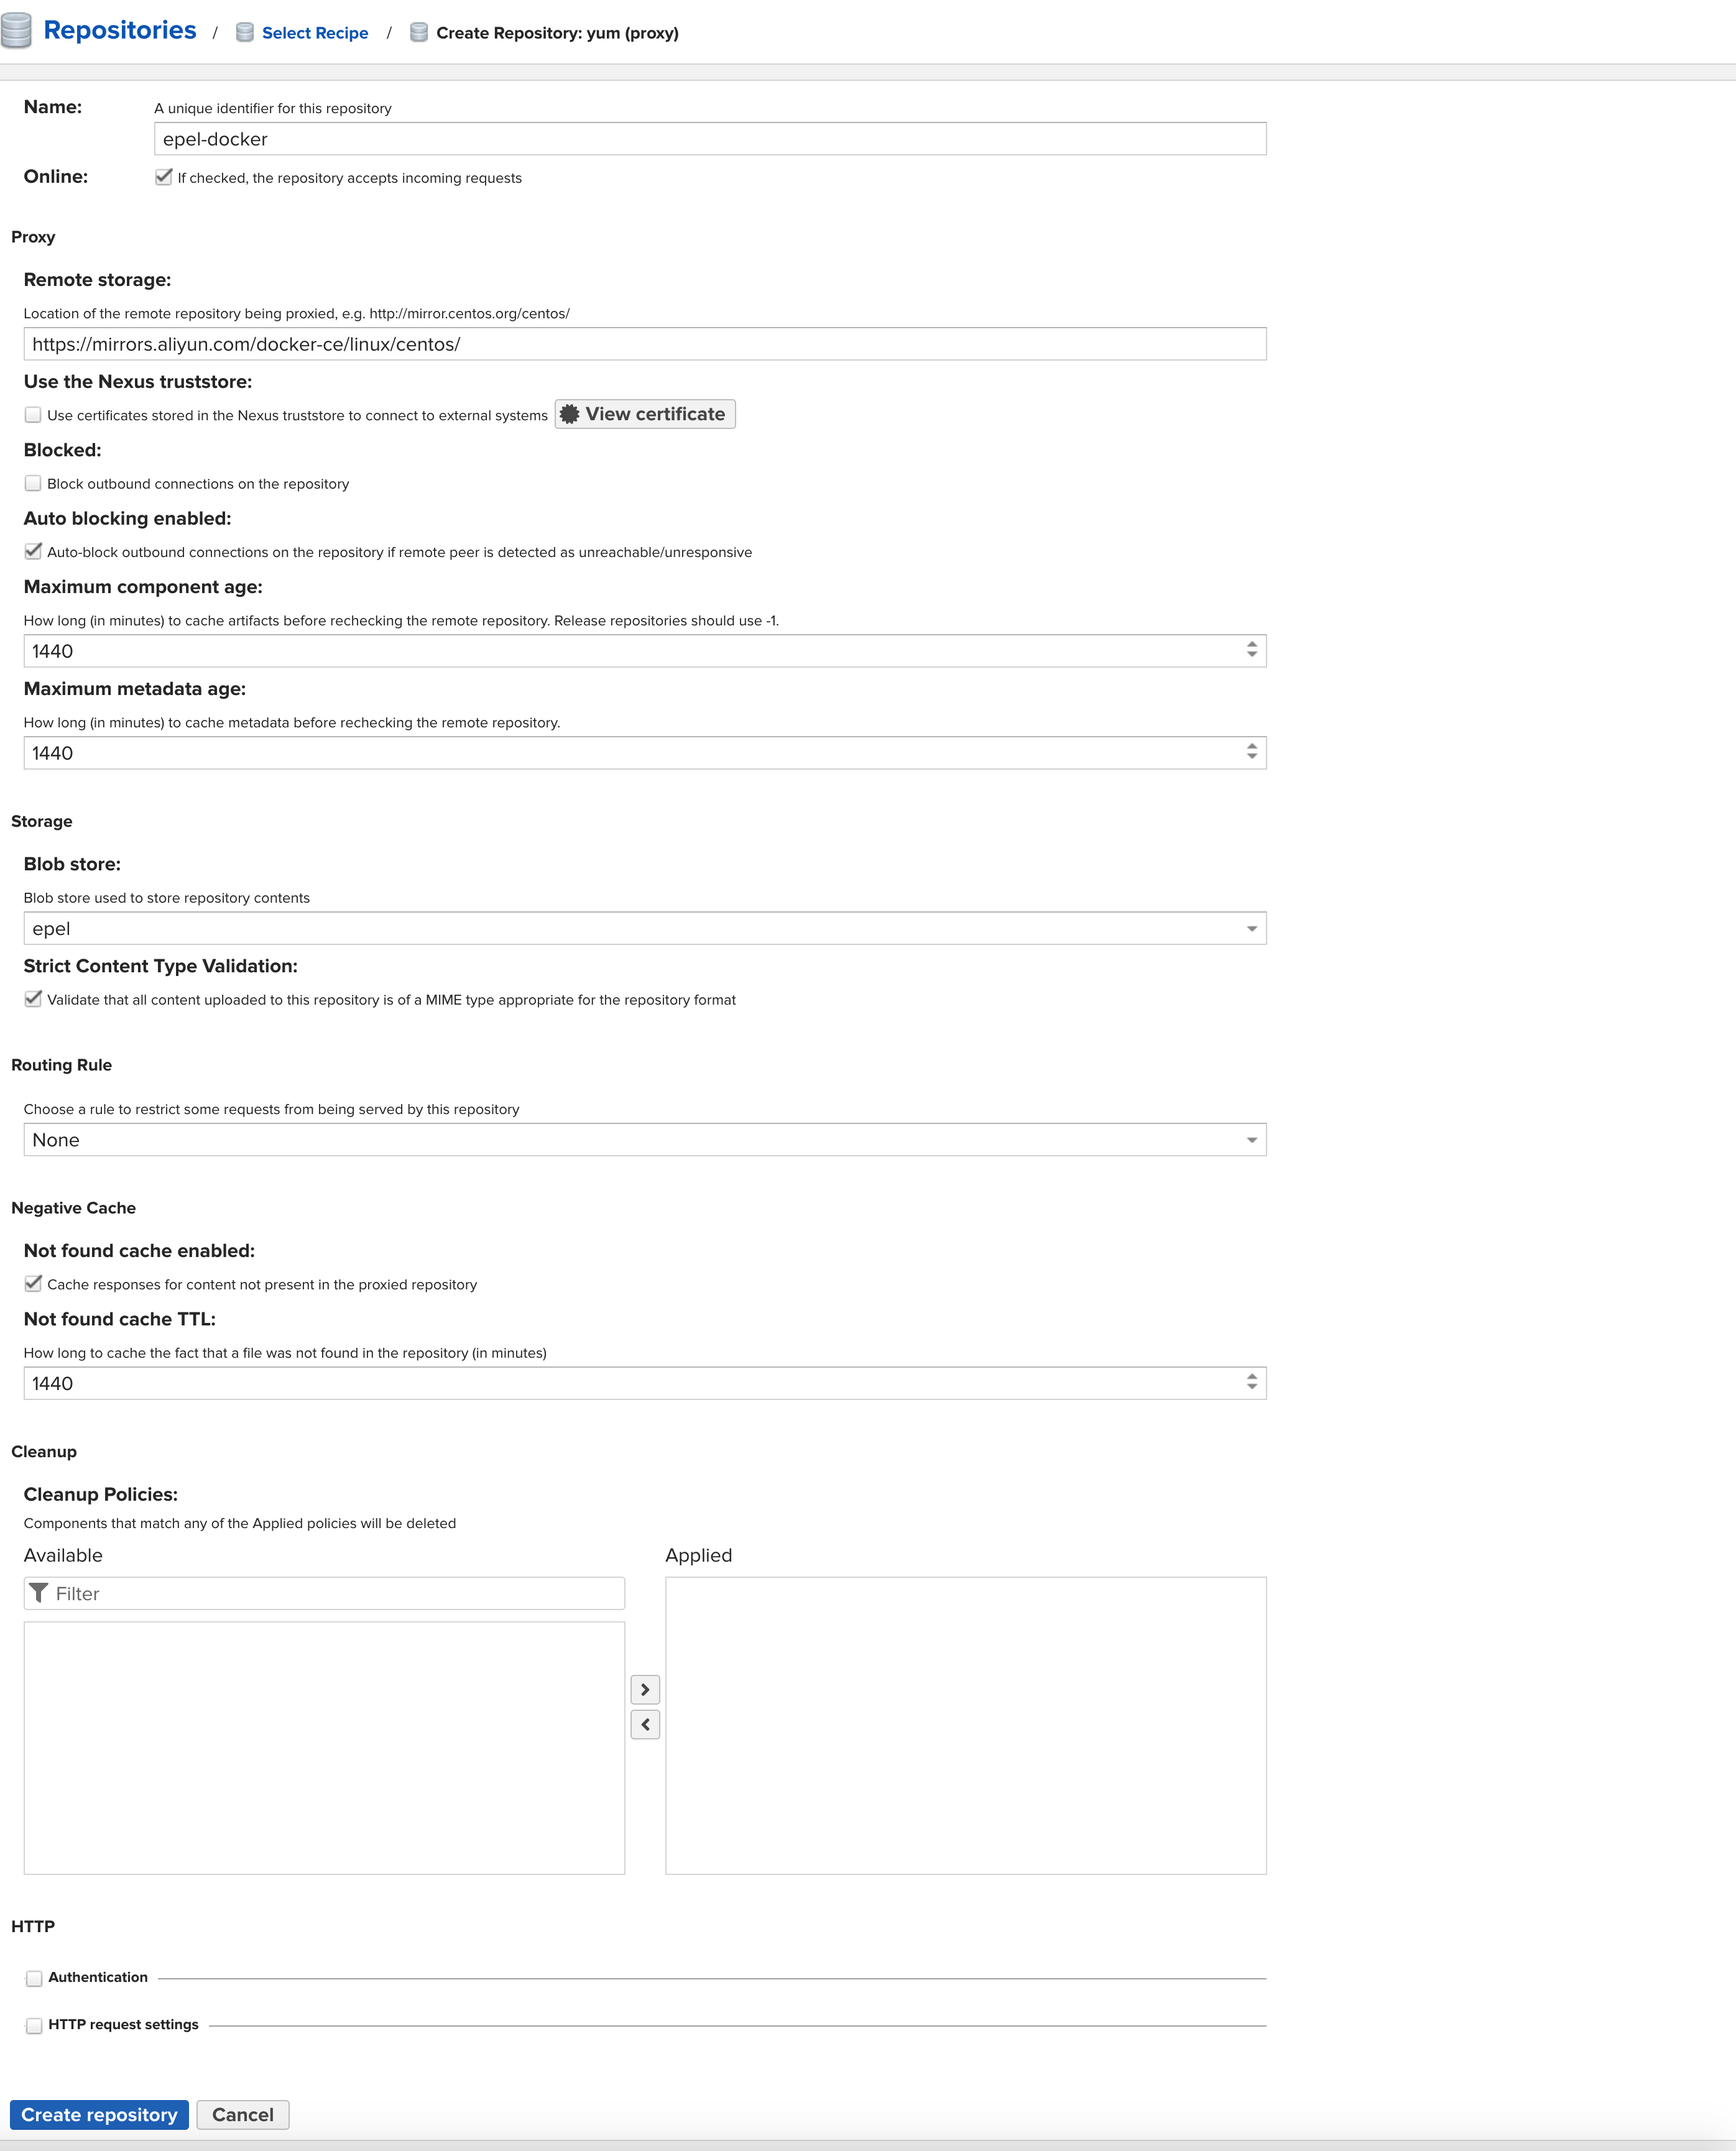 Repositories / Select Recipe / Create Repository: yum (proxy)
Name: A unique identifier for this repository
epel-docker
Online: If checked, the repository accepts incoming requests
Proxy
Remote storage:
Location of the remote repository being proxied, e.g. http://mirror.centos.org/centos/
https://mirrors.aliyun.com/docker-ce/linux/centos/
Use the Nexus truststore:
Use certificates stored in the Nexus truststore to connect to external systems View certificate
Blocked:
Block outbound connections on the repository
Auto blocking enabled:
Auto-block outbound connections on the repository if remote peer is detected as unreachable/unresponsive
Maximum component age:
How long (in minutes) to cache artifacts before rechecking the remote repository. Release repositories should use -1.
1440
Maximum metadata age:
How long (in minutes) to cache metadata before rechecking the remote repository.
1440
Storage
Blob store:
Blob store used to store repository contents
epel
Strict Content Type Validation:
Validate that all content uploaded to this repository is of a MIME type appropriate for the repository format
Routing Rule
Choose a rule to restrict some requests from being served by this repository
None
Negative Cache
Not found cache enabled:
Cache responses for content not present in the proxied repository
Not found cache TTL:
How long to cache the fact that a file was not found in the repository (in minutes)
1440
Cleanup
Cleanup Policies:
Components that match any of the Applied policies will be deleted
Available Applied
Filter
HTTP
Authentication
HTTP request settings
Create repository Cancel